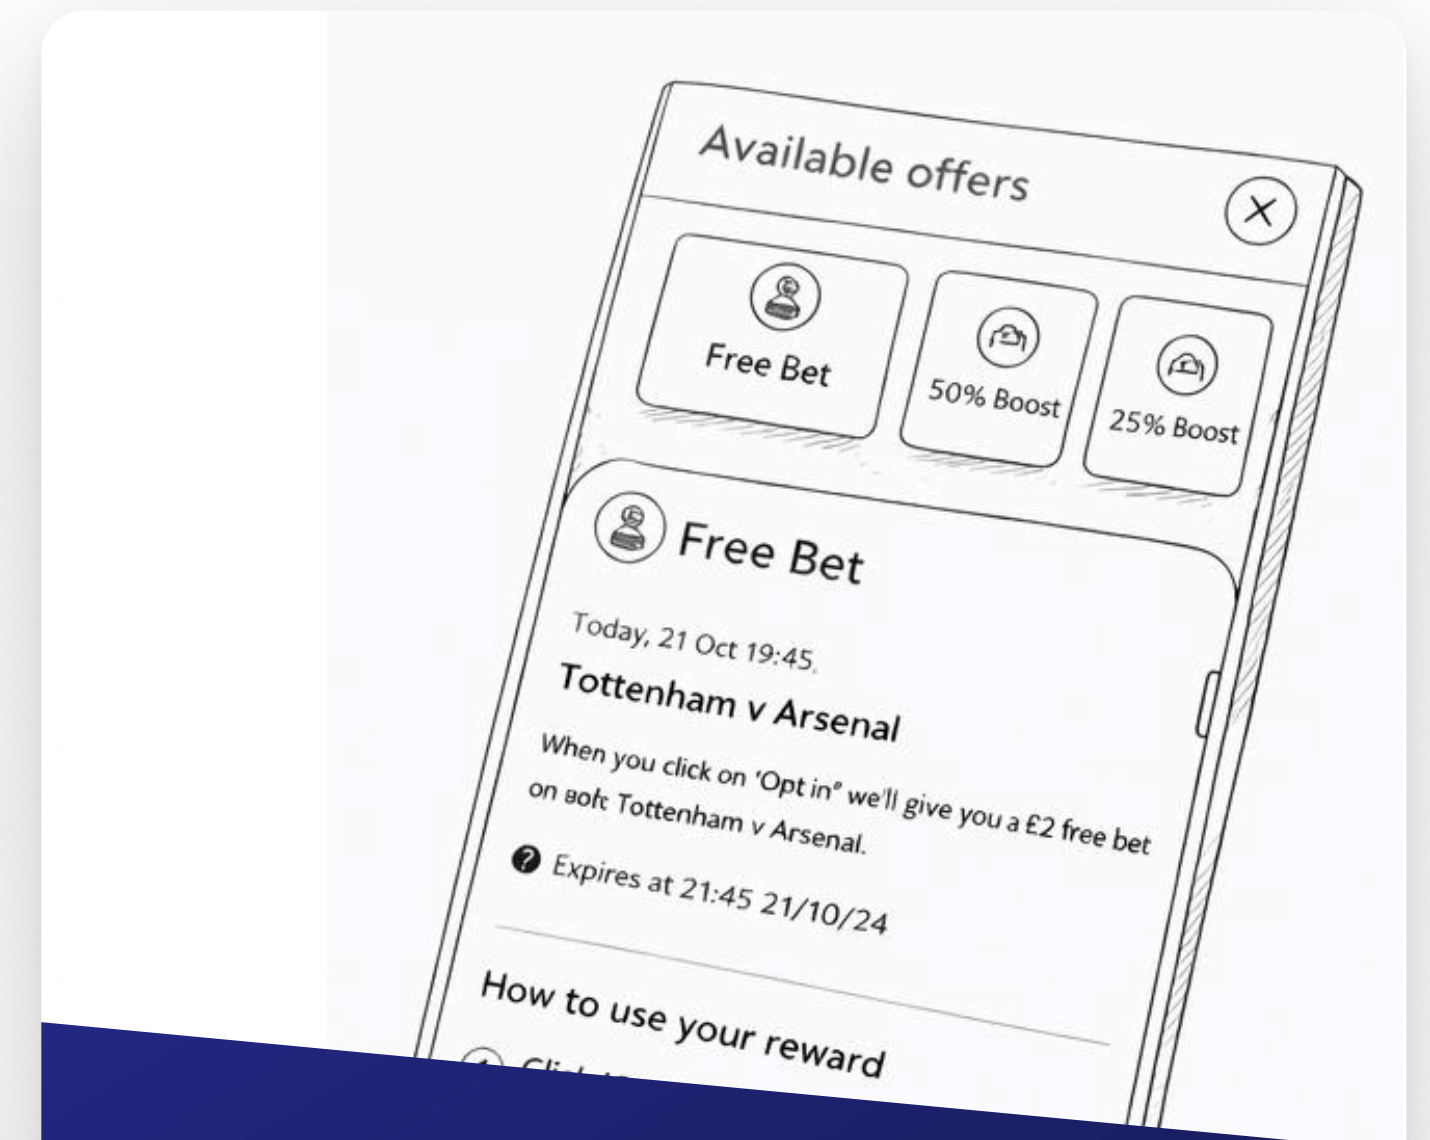 Available offers
Free Bet
50% Boost
25% Boost
Free Bet
Today, 21 Oct 19:45.
Tottenham v Arsenal
When you click on ‘Opt in” we'll give you a £2 free bet
on Tottenham v Arsenal.
? Expires at 21:45 21/10/24
How to use your reward